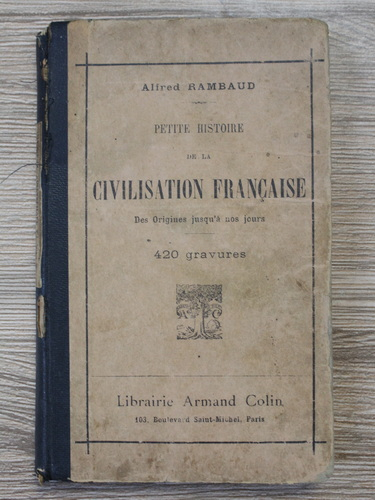 Alfred RAMBAUD
PETITE HISTOIRE
DE LA
CIVILISATION FRANÇAISE
Des Origines jusqu'à nos jours
420 gravures
A C
Librairie Armand Colin
103, Boulevard Saint-Michel, Paris